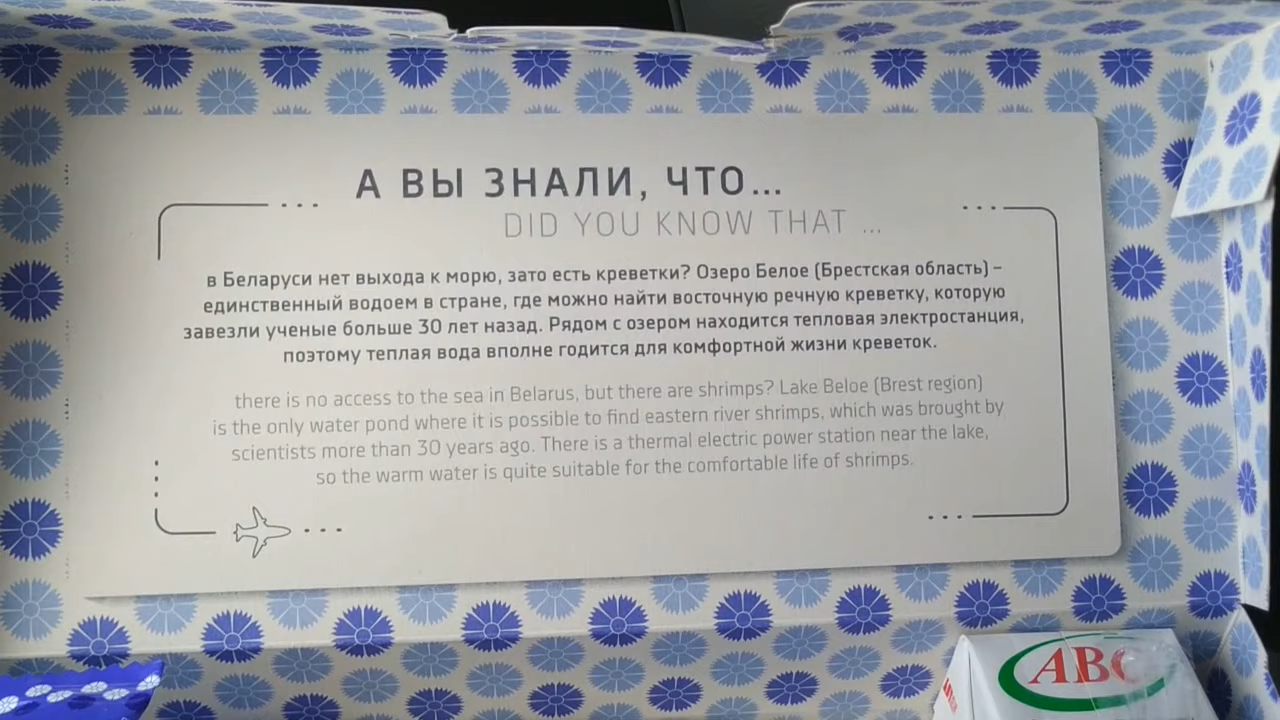 А ВЫ ЗНАЛИ, ЧТО...
DID YOU KNOW THAT ...
в Беларуси нет выхода к морю, зато есть креветки? Озеро Белое (Брестская область) –
единственный водоем в стране, где можно найти восточную речную креветку, которую
завезли ученые больше 30 лет назад. Рядом с озером находится тепловая электростанция,
поэтому теплая вода вполне годится для комфортной жизни креветок.
there is no access to the sea in Belarus, but there are shrimps? Lake Beloe (Brest region)
is the only water pond where it is possible to find eastern river shrimps, which was brought by
scientists more than 30 years ago. There is a thermal electric power station near the lake,
so the warm water is quite suitable for the comfortable life of shrimps.
ABC